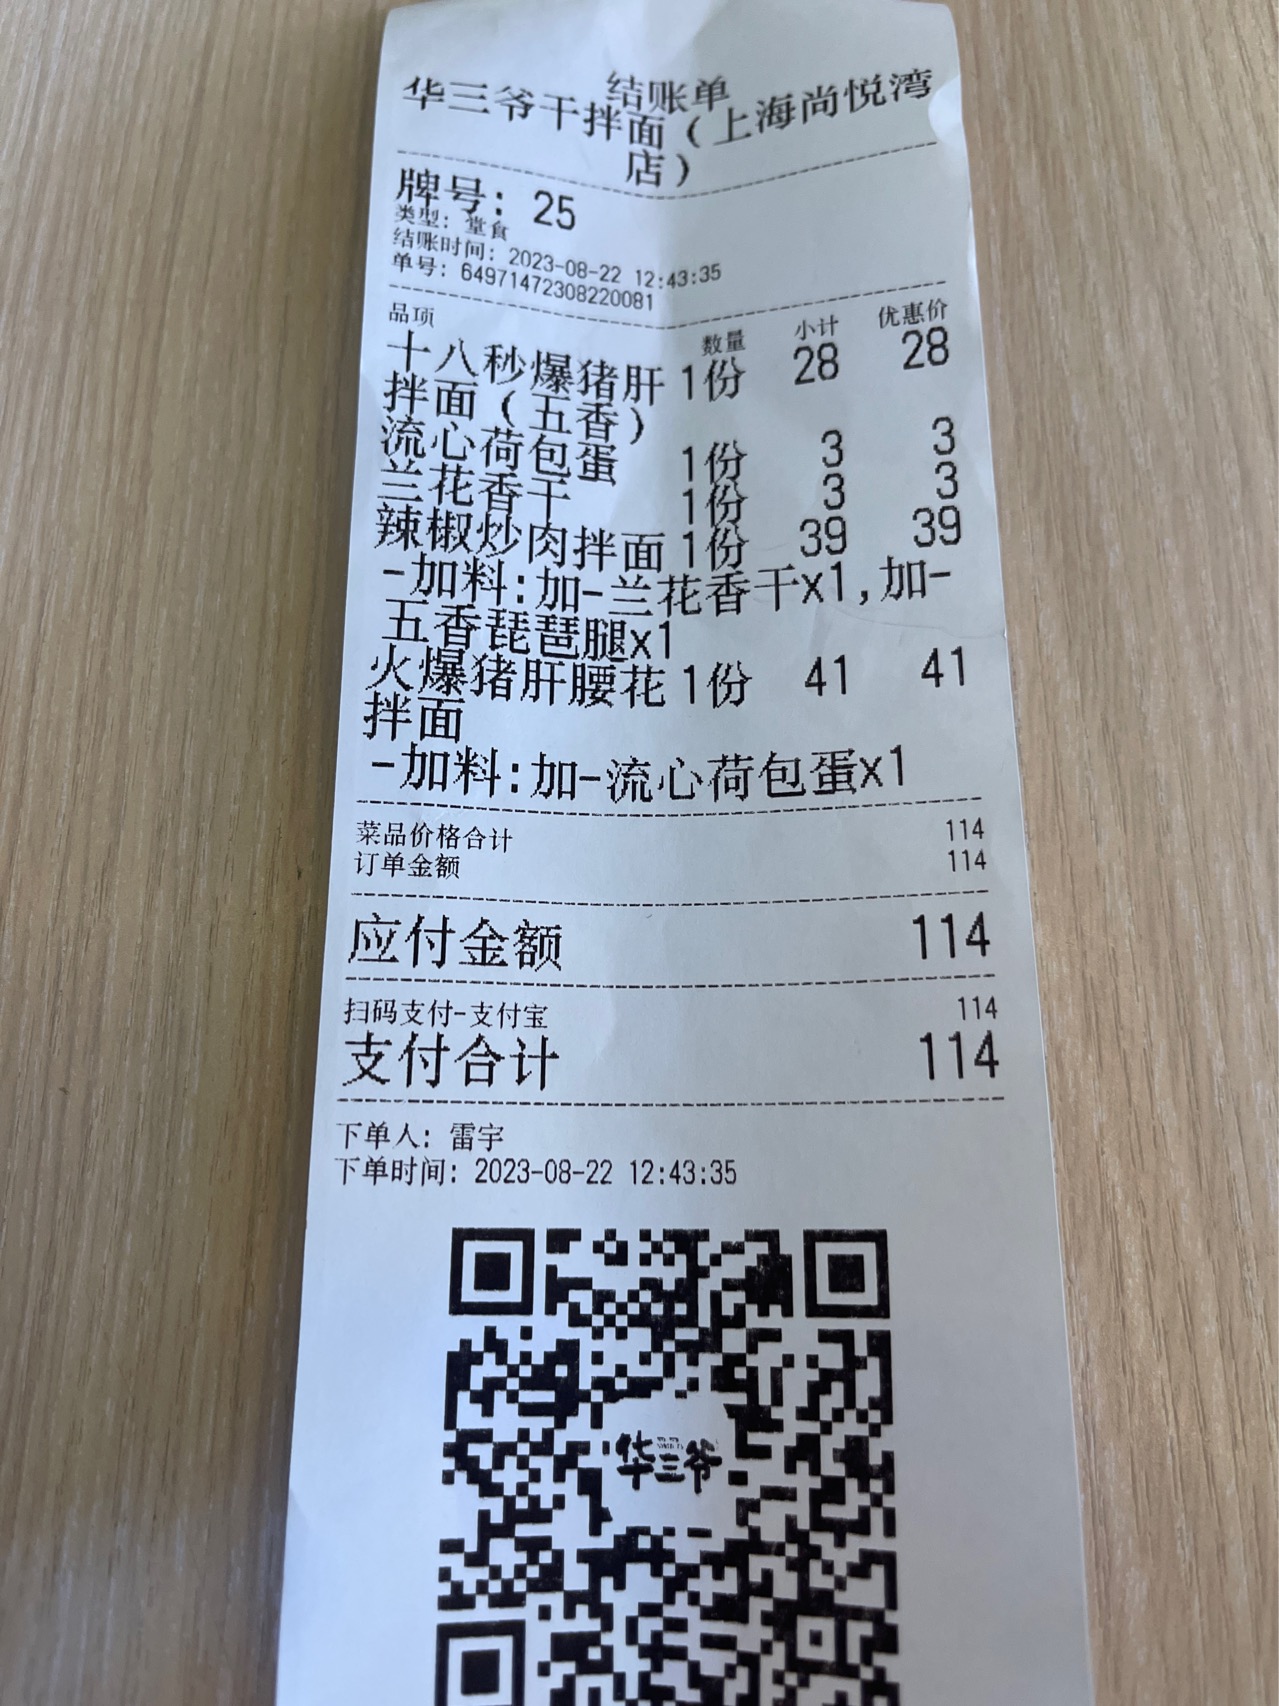 结账单
华三爷干拌面（上海尚悦湾
店）
牌号: 25
类型: 堂食
结账时间: 2023-08-22 12:43:35
单号: 64971472308220081
品项 数量 小计 优惠价
十八秒爆猪肝 1份 28 28
拌面（五香）
流心荷包蛋 1份 3 3
兰花香干 1份 3 3
辣椒炒肉拌面 1份 39 39
-加料:加-兰花香干x1,加-
五香琵琶腿x1
火爆猪肝腰花 1份 41 41
拌面
-加料:加-流心荷包蛋x1
菜品价格合计 114
订单金额 114
应付金额 114
扫码支付-支付宝 114
支付合计 114
下单人: 雷宇
下单时间: 2023-08-22 12:43:35
华三爷